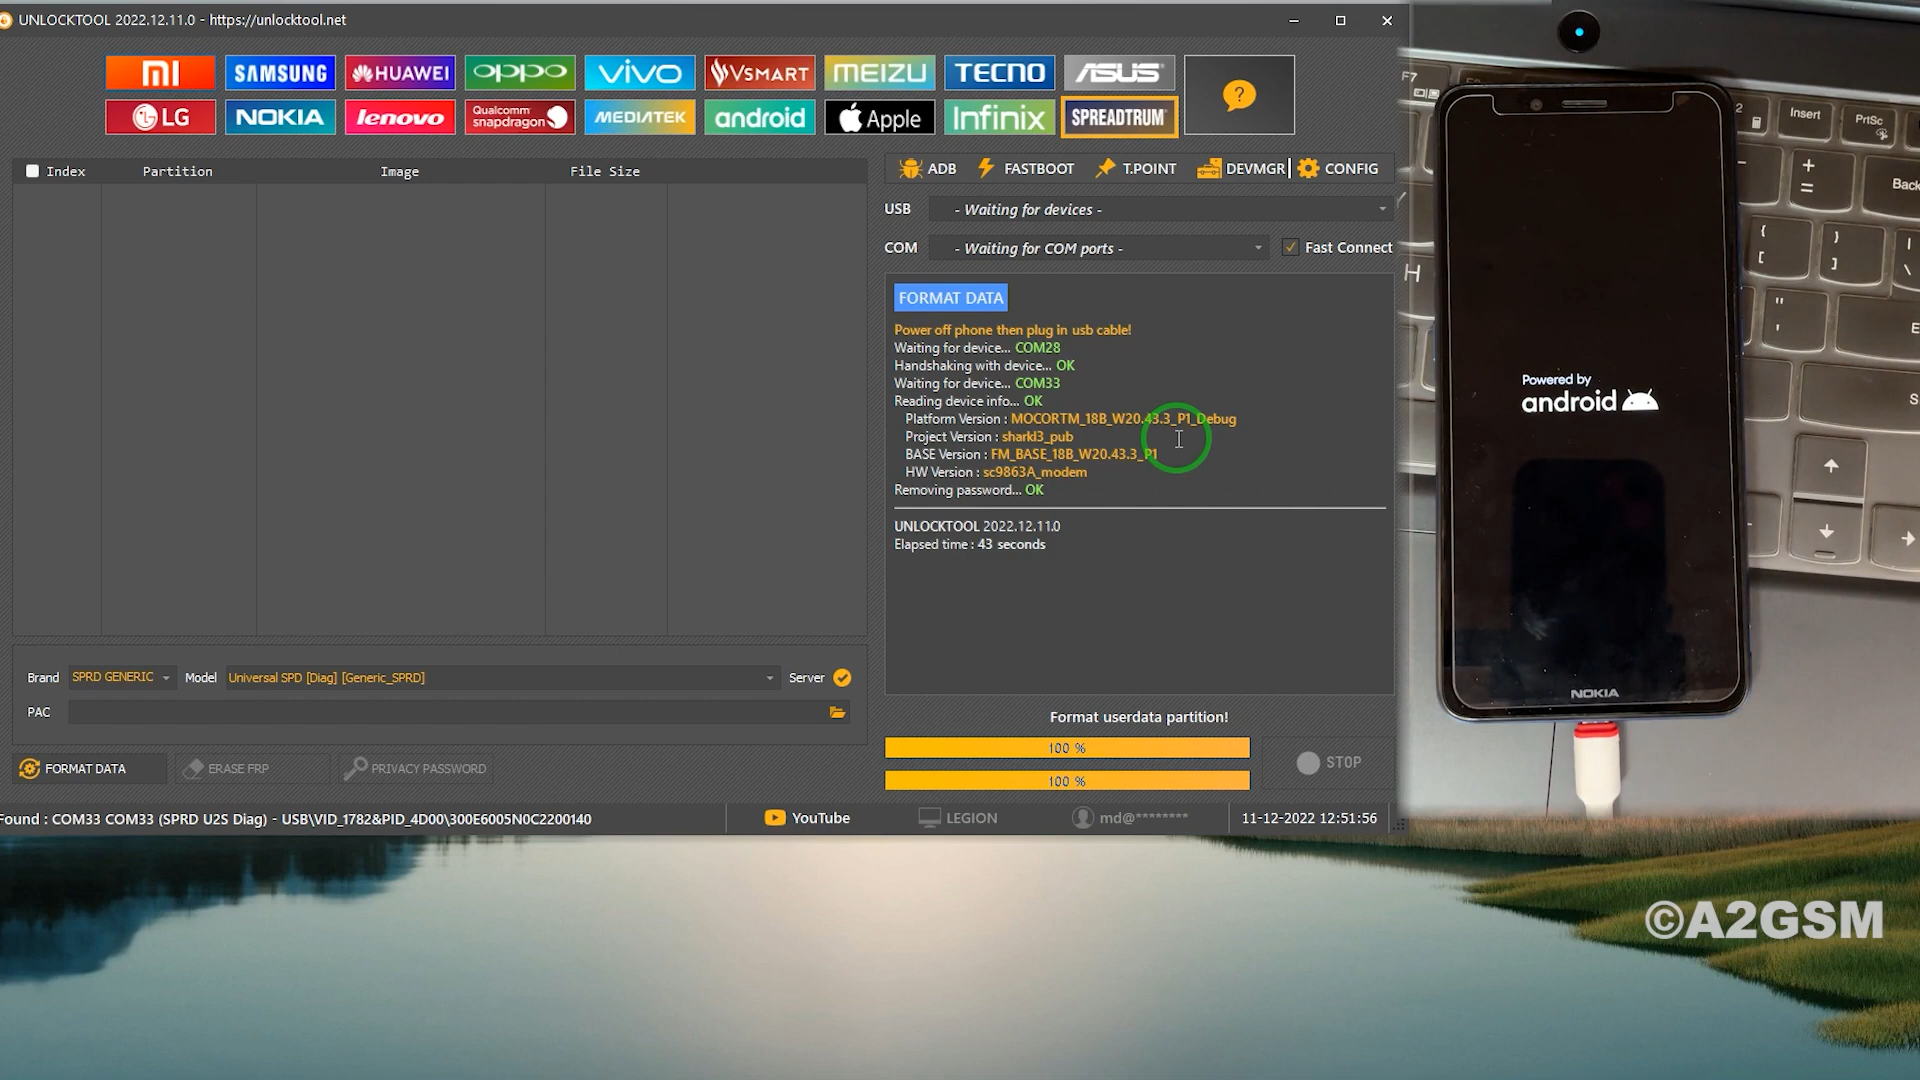 UNLOCKTOOL 2022.12.11.0 - https://unlocktool.net
MI SAMSUNG HUAWEI oppo vivo VSMART MEIZU TECNO ASUS
LG NOKIA lenovo Qualcomm snapdragon MEDIATEK android Apple Infinix SPREADTRUM
?
Index Partition Image File Size
ADB FASTBOOT T.POINT DEVMGR CONFIG
USB - Waiting for devices -
COM - Waiting for COM ports - Fast Connect
FORMAT DATA
Power off phone then plug in usb cable!
Waiting for device... COM28
Handshaking with device... OK
Waiting for device... COM33
Reading device info... OK
Platform Version : MOCORTM_18B_W20.43.3_P1_Debug
Project Version : sharkl3_pub
BASE Version : FM_BASE_18B_W20.43.3_P1
HW Version : sc9863A_modem
Removing password... OK
UNLOCKTOOL 2022.12.11.0
Elapsed time : 43 seconds
Brand SPRD GENERIC Model Universal SPD [Diag] [Generic_SPRD] Server
PAC
Format userdata partition!
100 %
100 %
STOP
FORMAT DATA ERASE FRP PRIVACY PASSWORD
Found : COM33 COM33 (SPRD U2S Diag) - USB\VID_1782&PID_4D00\300E6005N0C2200140
YouTube LEGION md@******** 11-12-2022 12:51:56
F7
Insert
PrtSc
Back
H
Powered by
android
NOKIA
©A2GSM